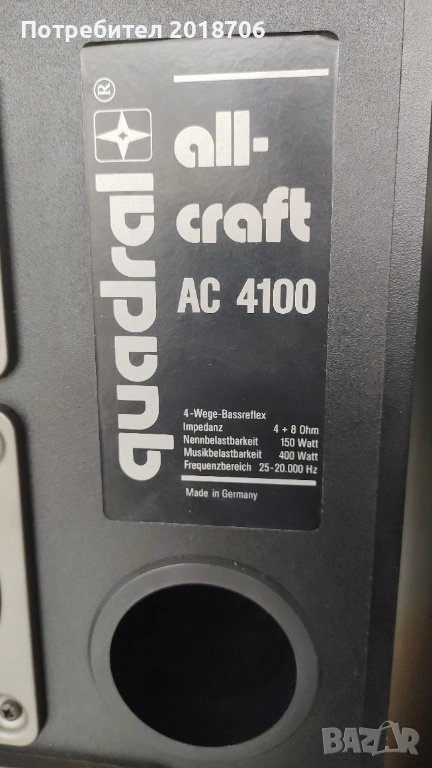 Потребител 2018706
quadral ®
all-
craft
AC 4100
4-Wege-Bassreflex
Impedanz 4 + 8 Ohm
Nennbelastbarkeit 150 Watt
Musikbelastbarkeit 400 Watt
Frequenzbereich 25-20.000 Hz
Made in Germany
BAZAR